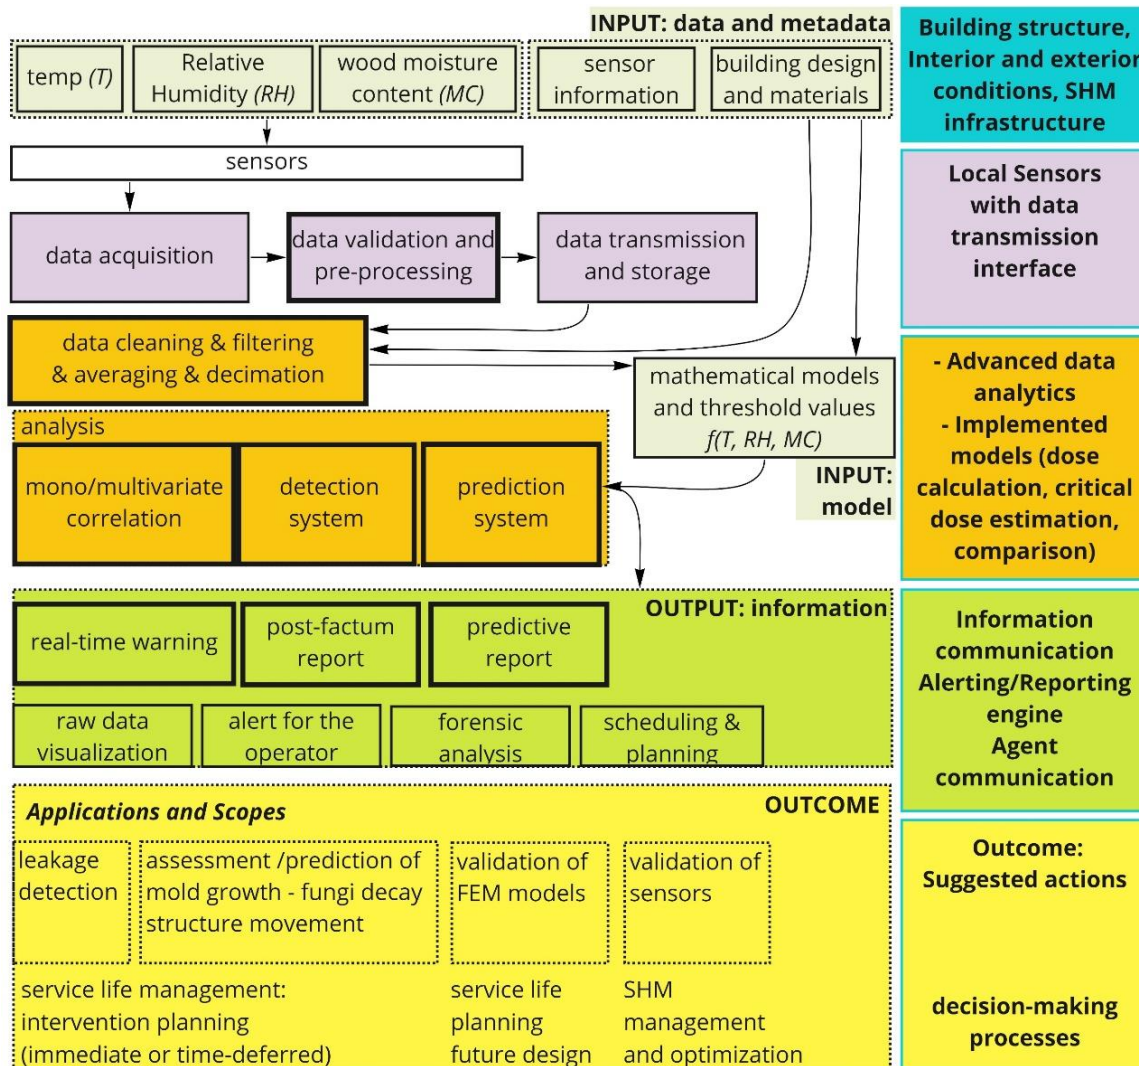 INPUT: data and metadata
temp (T)
Relative
Humidity (RH)
wood moisture
content (MC)
sensor
information
building design
and materials
Building structure,
Interior and exterior
conditions, SHM
infrastructure
sensors
data acquisition
data validation and
pre-processing
data transmission
and storage
Local Sensors
with data
transmission
interface
data cleaning & filtering
& averaging & decimation
mathematical models
and threshold values
f(T, RH, MC)
INPUT:
model
analysis
mono/multivariate
correlation
detection
system
prediction
system
- Advanced data
analytics
- Implemented
models (dose
calculation, critical
dose estimation,
comparison)
OUTPUT: information
real-time warning
post-factum
report
predictive
report
raw data
visualization
alert for the
operator
forensic
analysis
scheduling &
planning
Information
communication
Alerting/Reporting
engine
Agent
communication
Applications and Scopes
OUTCOME
leakage
detection
assessment /prediction of
mold growth - fungi decay
structure movement
validation of
FEM models
validation of
sensors
service life management:
intervention planning
(immediate or time-deferred)
service life
planning
future design
SHM
management
and optimization
Outcome:
Suggested actions
decision-making
processes